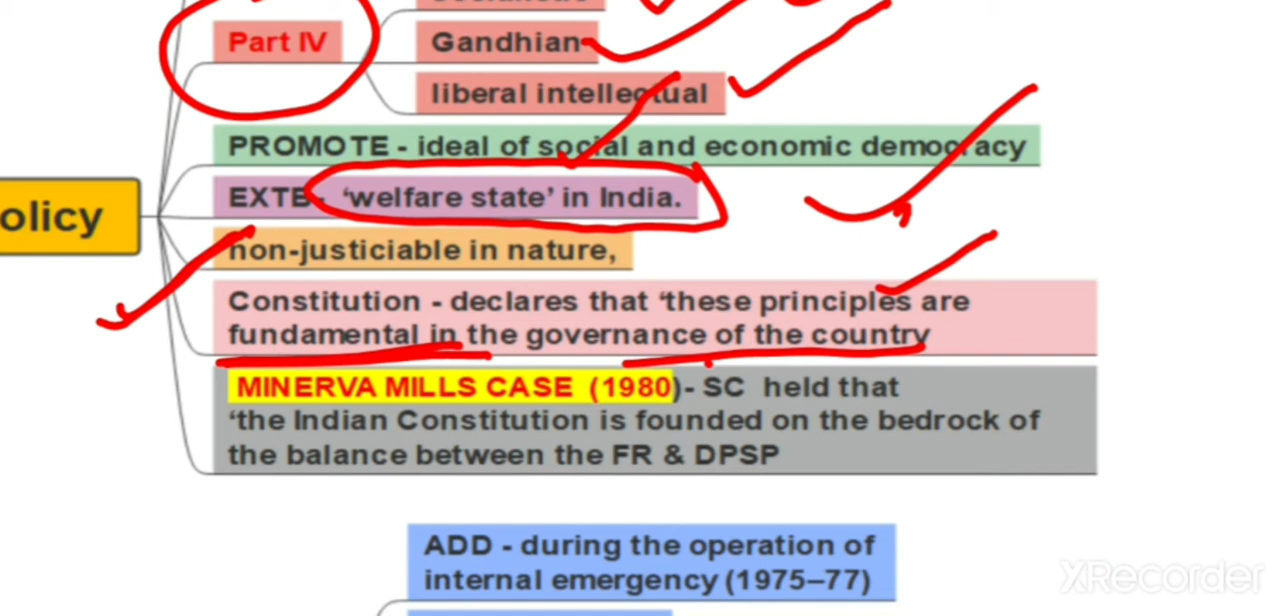 Part IV
Gandhian
liberal intellectual
PROMOTE - ideal of social and economic democracy
‘welfare state’ in India.
olicy
non-justiciable in nature,
Constitution - declares that ‘these principles are
fundamental in the governance of the country
MINERVA MILLS CASE (1980)- SC held that
‘the Indian Constitution is founded on the bedrock of
the balance between the FR & DPSP
ADD - during the operation of
internal emergency (1975–77)
XRecorder